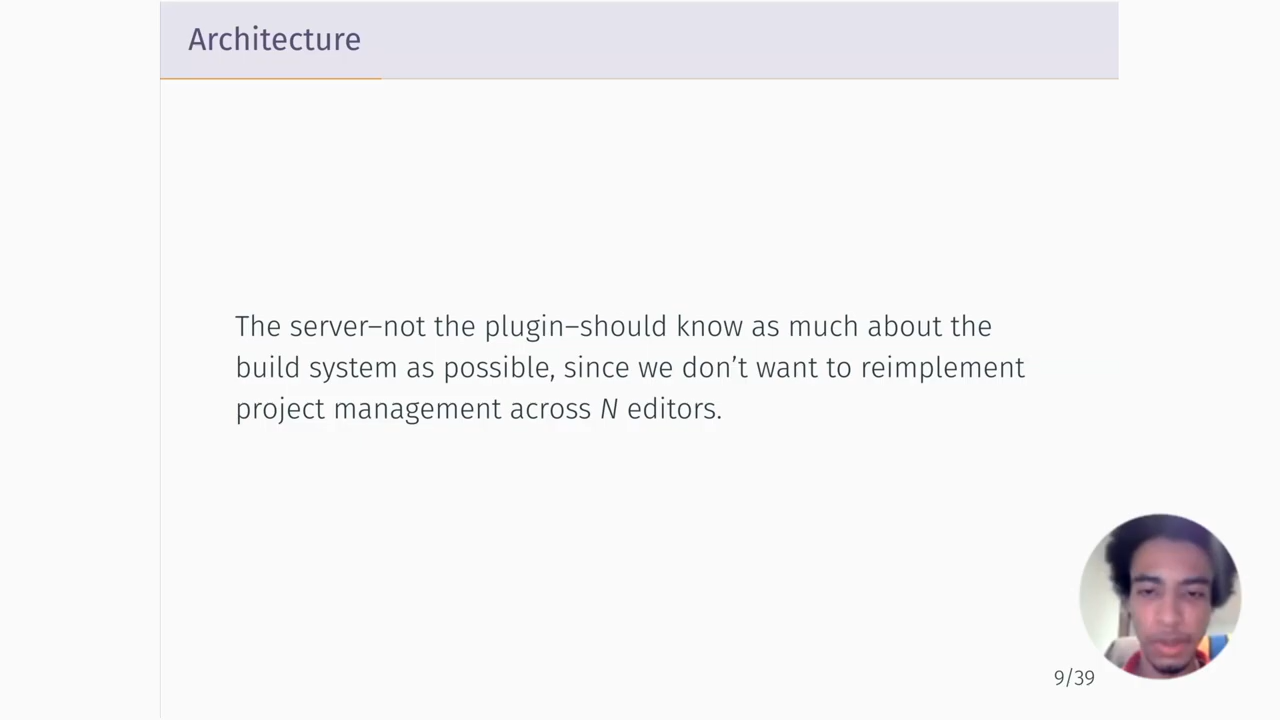 Architecture
The server–not the plugin–should know as much about the
build system as possible, since we don’t want to reimplement
project management across N editors.
9/39